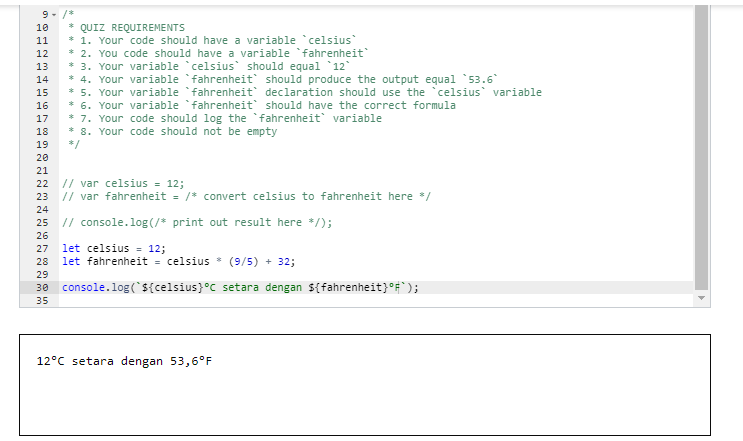 9 /*
10 * QUIZ REQUIREMENTS
11 * 1. Your code should have a variable `celsius`
12 * 2. You code should have a variable `fahrenheit`
13 * 3. Your variable `celsius` should equal `12`
14 * 4. Your variable `fahrenheit` should produce the output equal `53.6`
15 * 5. Your variable `fahrenheit` declaration should use the `celsius` variable
16 * 6. Your variable `fahrenheit` should have the correct formula
17 * 7. Your code should log the `fahrenheit` variable
18 * 8. Your code should not be empty
19 */
20
21
22 // var celsius = 12;
23 // var fahrenheit = /* convert celsius to fahrenheit here */
24
25 // console.log(/* print out result here */);
26
27 let celsius = 12;
28 let fahrenheit = celsius * (9/5) + 32;
29
30 console.log(`${celsius}°C setara dengan ${fahrenheit}°F`);
35
12°C setara dengan 53,6°F